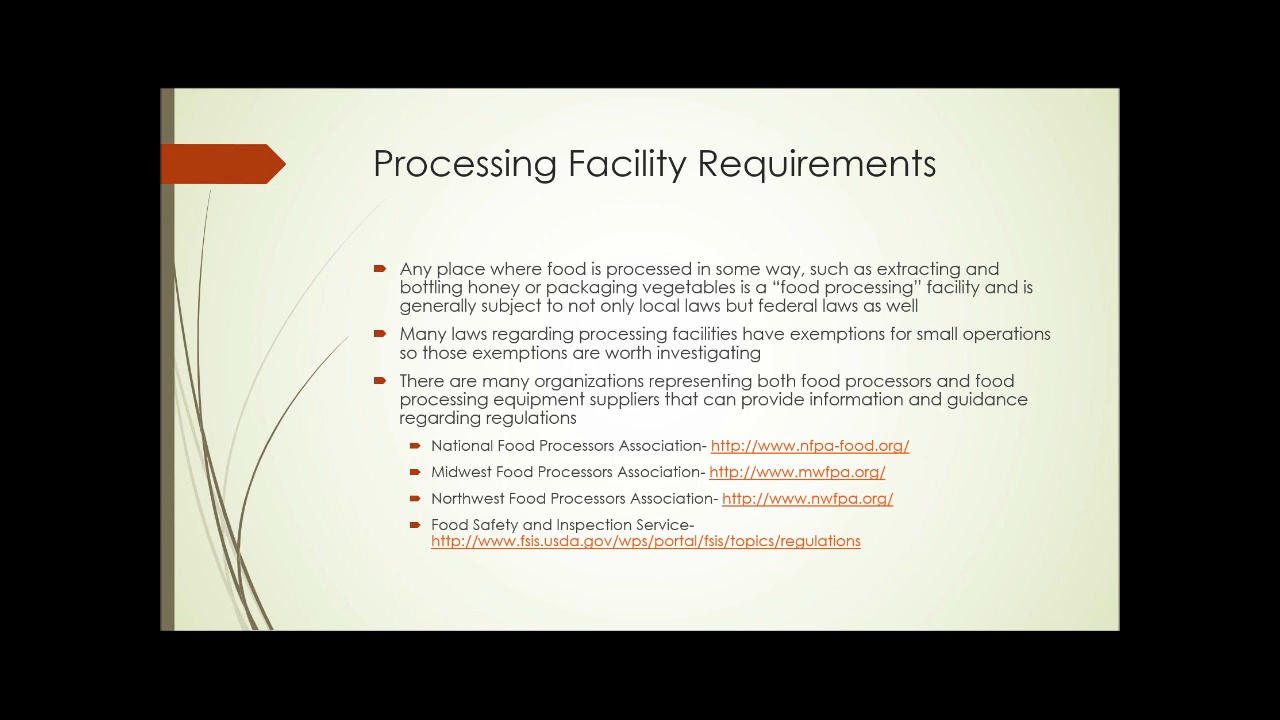 Processing Facility Requirements
Any place where food is processed in some way, such as extracting and
bottling honey or packaging vegetables is a “food processing” facility and is
generally subject to not only local laws but federal laws as well
Many laws regarding processing facilities have exemptions for small operations
so those exemptions are worth investigating
There are many organizations representing both food processors and food
processing equipment suppliers that can provide information and guidance
regarding regulations
National Food Processors Association- http://www.nfpa-food.org/
Midwest Food Processors Association- http://www.mwfpa.org/
Northwest Food Processors Association- http://www.nwfpa.org/
Food Safety and Inspection Service-
http://www.fsis.usda.gov/wps/portal/fsis/topics/regulations